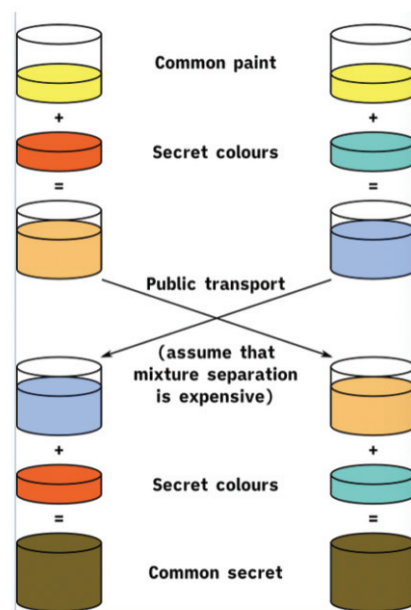 Common paint
+ +
Secret colours
= =
Public transport
(assume that
mixture separation
is expensive)
+ +
Secret colours
= =
Common secret